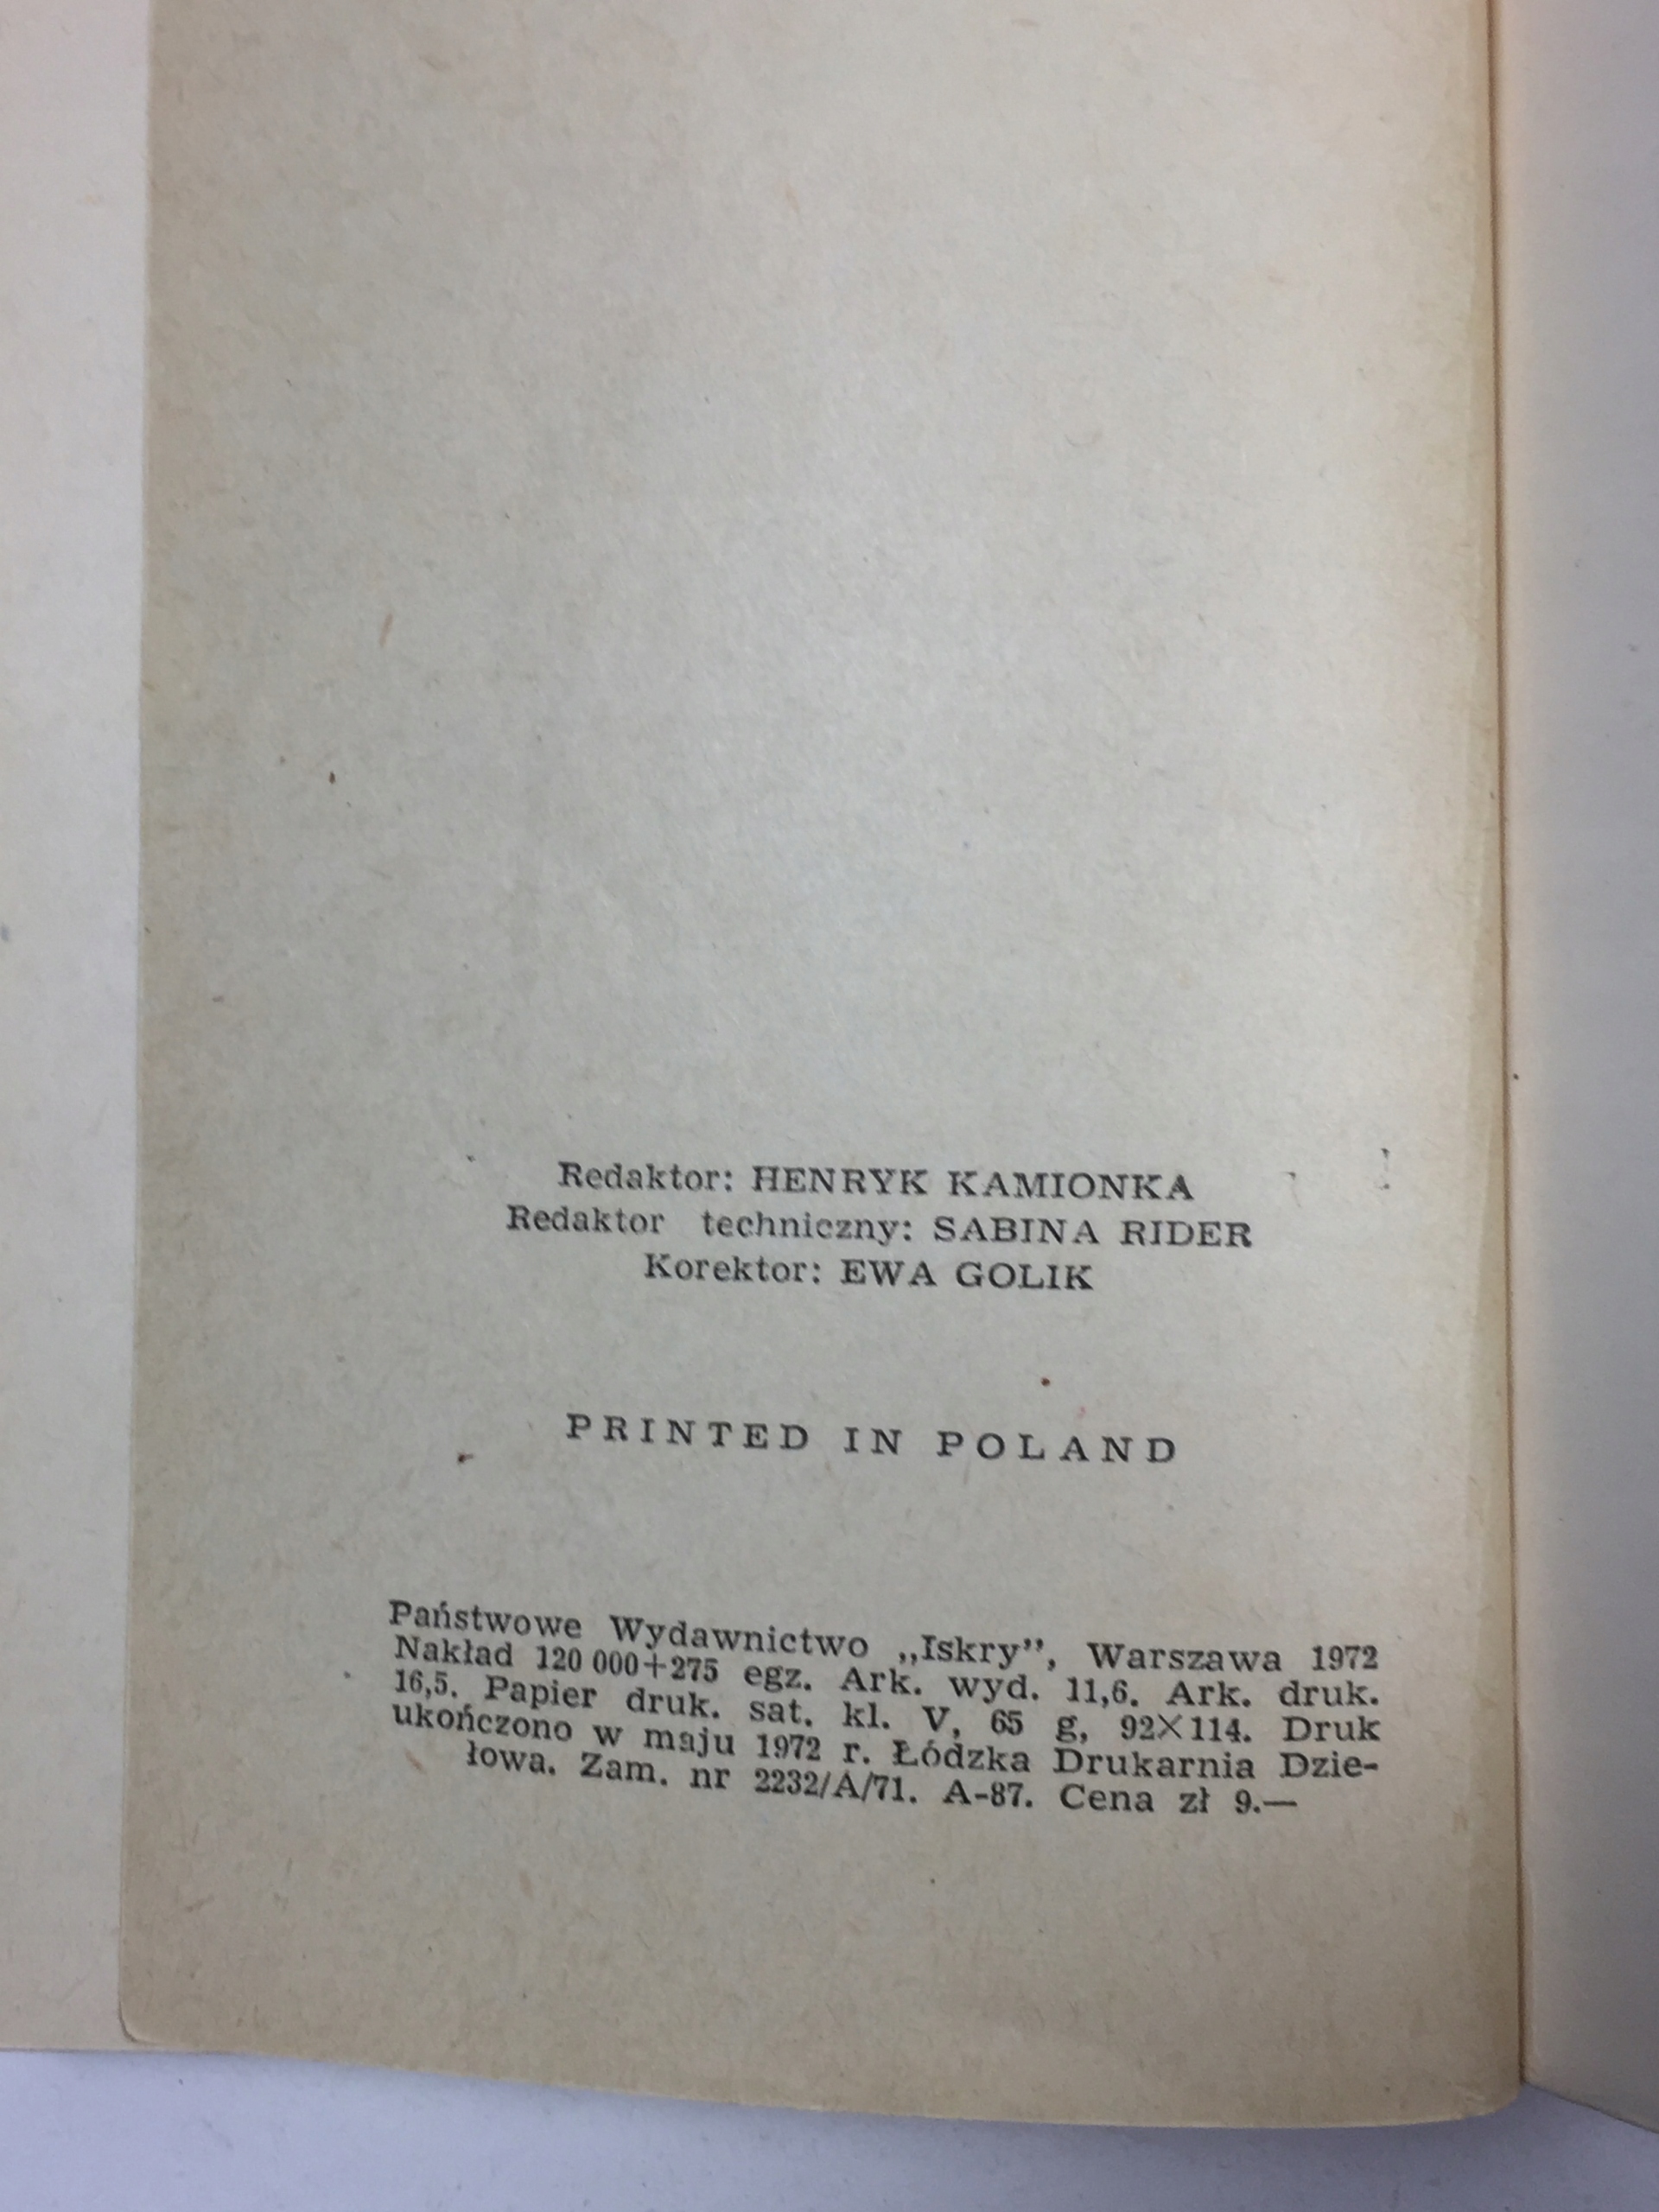 Redaktor: HENRYK KAMIONKA
Redaktor techniczny: SABINA RIDER
Korektor: EWA GOLIK
PRINTED IN POLAND
Państwowe Wydawnictwo „Iskry”, Warszawa 1972
Nakład 120 000+275 egz. Ark. wyd. 11,6. Ark. druk.
16,5. Papier druk. sat. kl. V, 65 g, 92×114. Druk
ukończono w maju 1972 r. Łódzka Drukarnia Dzie-
łowa. Zam. nr 2232/A/71. A-87. Cena zł 9.—